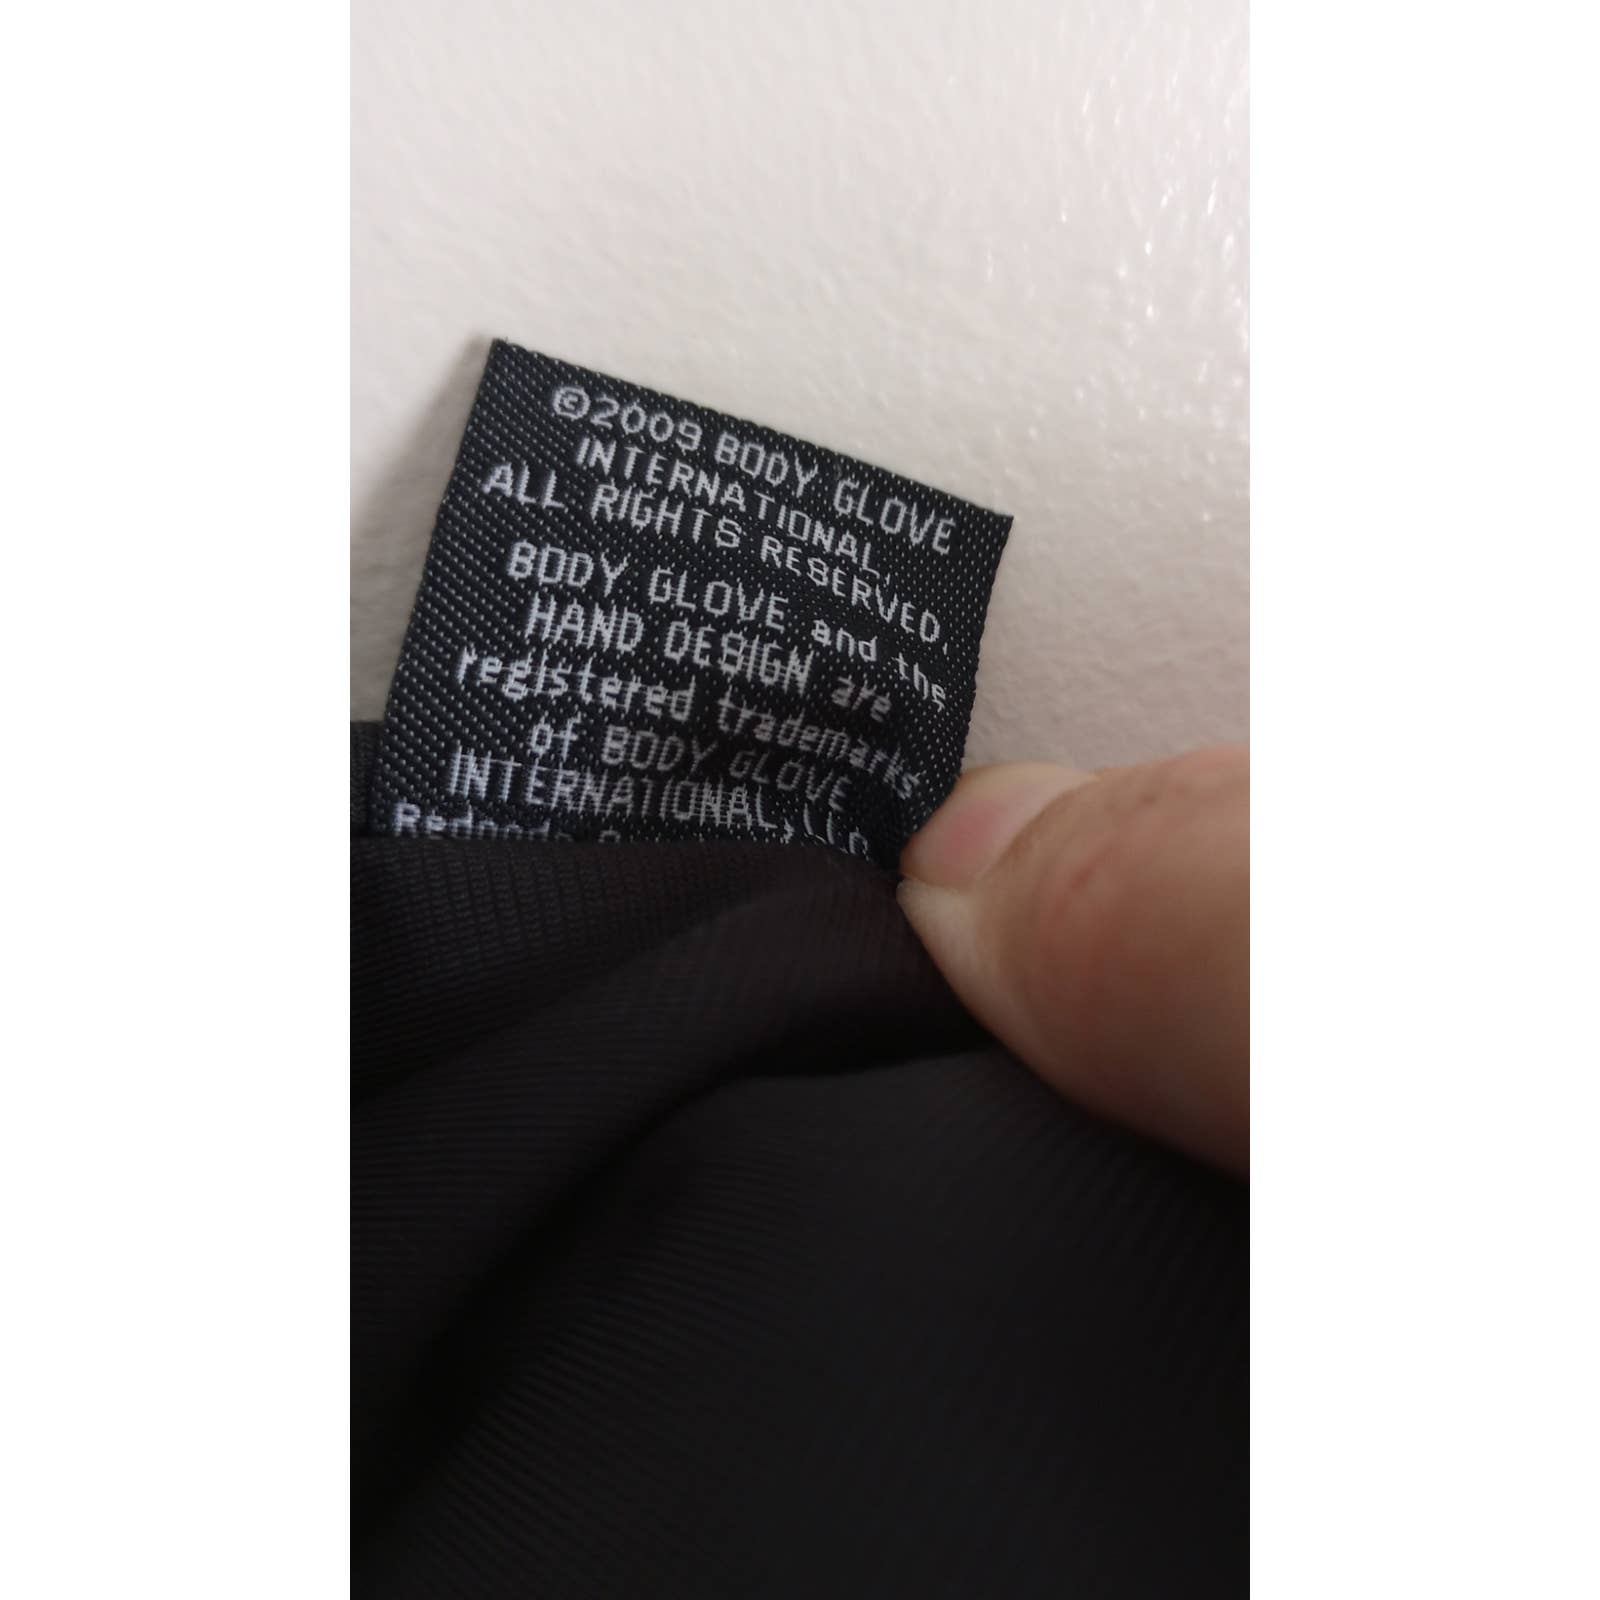 ©2009 BODY GLOVE
INTERNATIONAL,
ALL RIGHTS RESERVED,
BODY GLOVE and the
HAND DESIGN are
registered trademarks
of BODY GLOVE
INTERNATIONAL, LLC